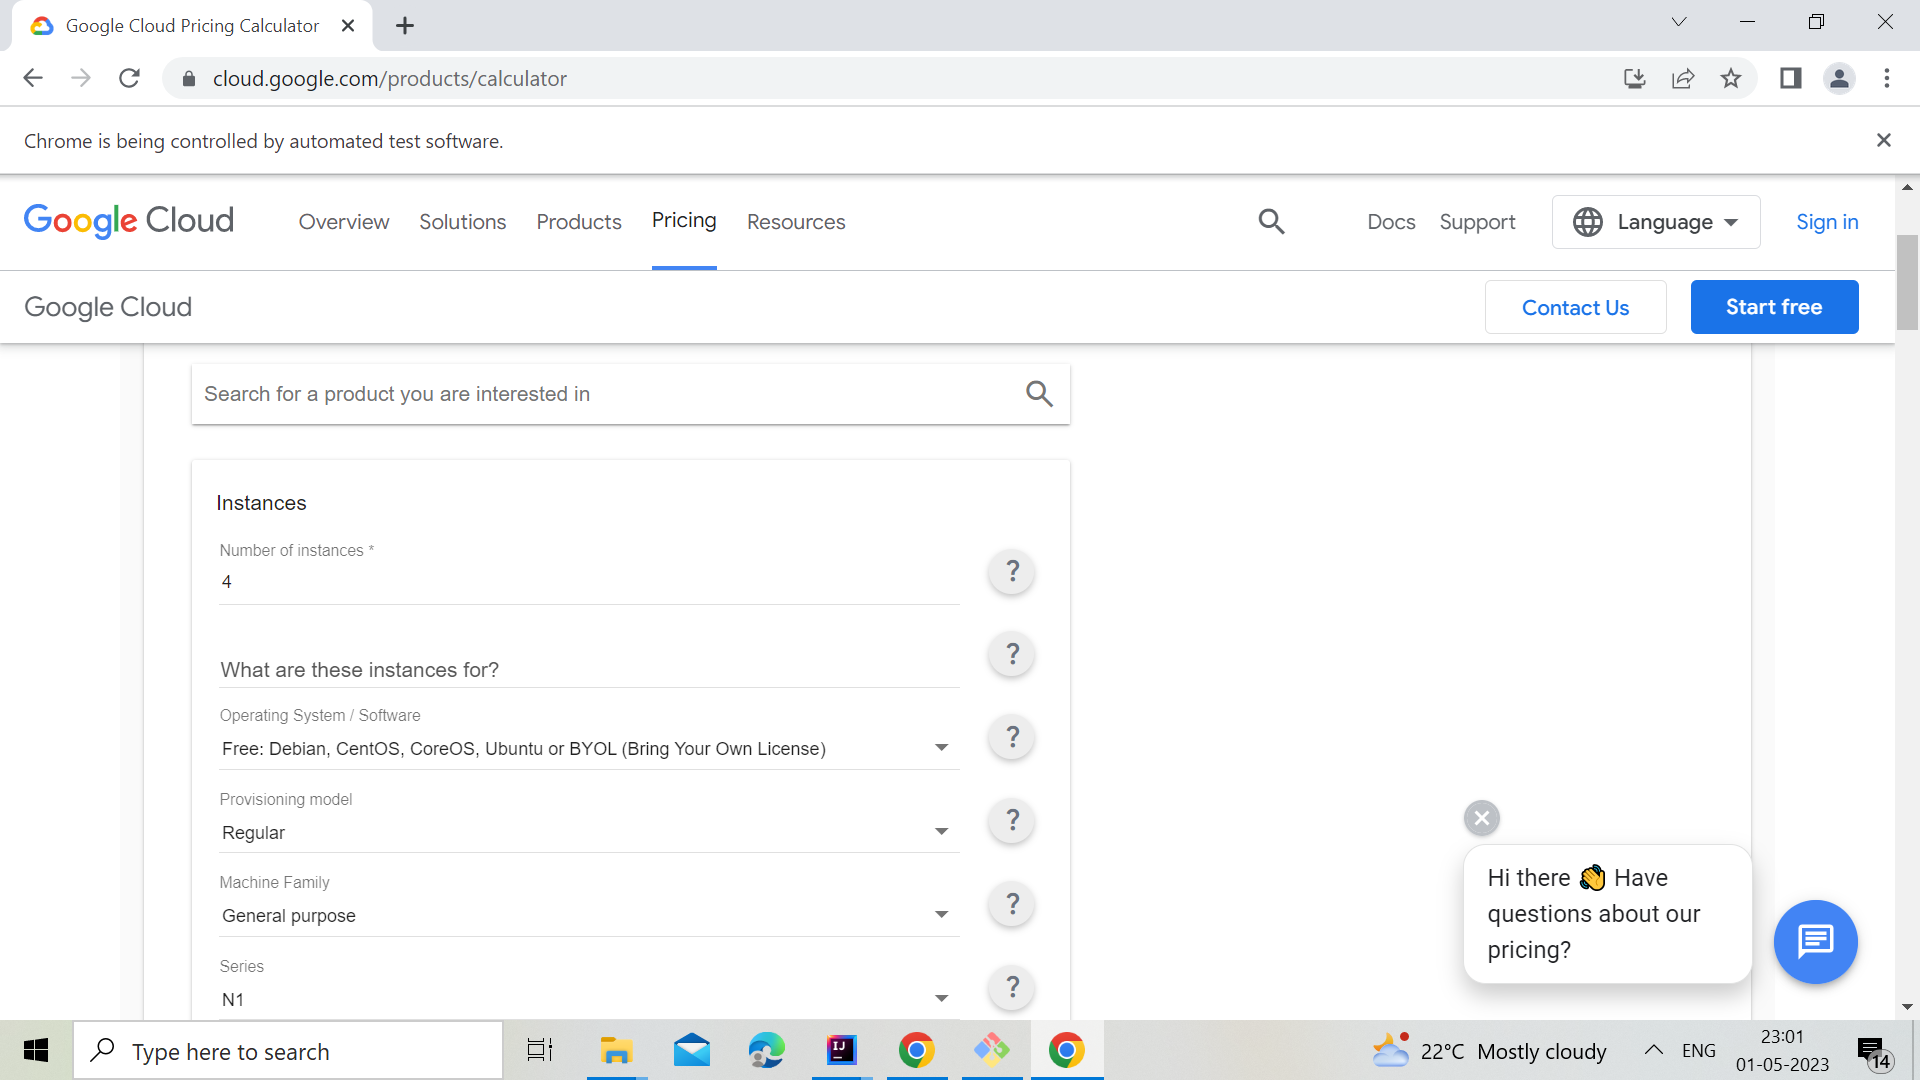 Google Cloud Pricing Calculator
cloud.google.com/products/calculator
Chrome is being controlled by automated test software.
Google Cloud
Overview
Solutions
Products
Pricing
Resources
Docs
Support
Language
Sign in
Google Cloud
Contact Us
Start free
Search for a product you are interested in
Instances
Number of instances *
4
?
What are these instances for?
?
Operating System / Software
Free: Debian, CentOS, CoreOS, Ubuntu or BYOL (Bring Your Own License)
?
Provisioning model
Regular
?
Machine Family
General purpose
?
Series
N1
?
Hi there 👋 Have
questions about our
pricing?
Type here to search
IJ
22°C Mostly cloudy
ENG
23:01
01-05-2023
14